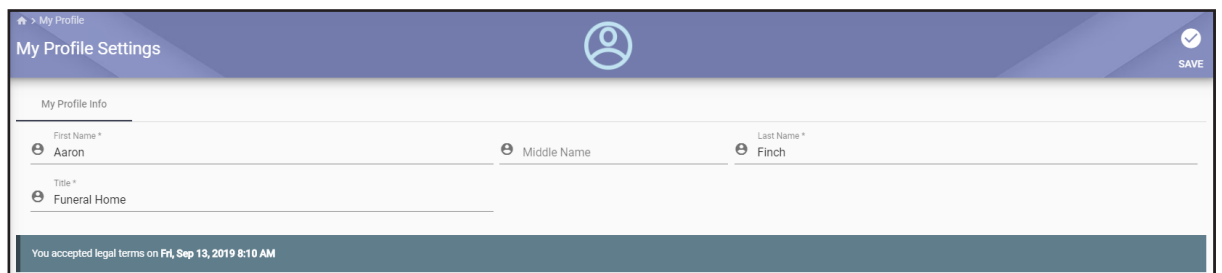 > My Profile
My Profile Settings
SAVE
My Profile Info
First Name *
Aaron
Middle Name
Last Name *
Finch
Title *
Funeral Home
You accepted legal terms on Fri, Sep 13, 2019 8:10 AM